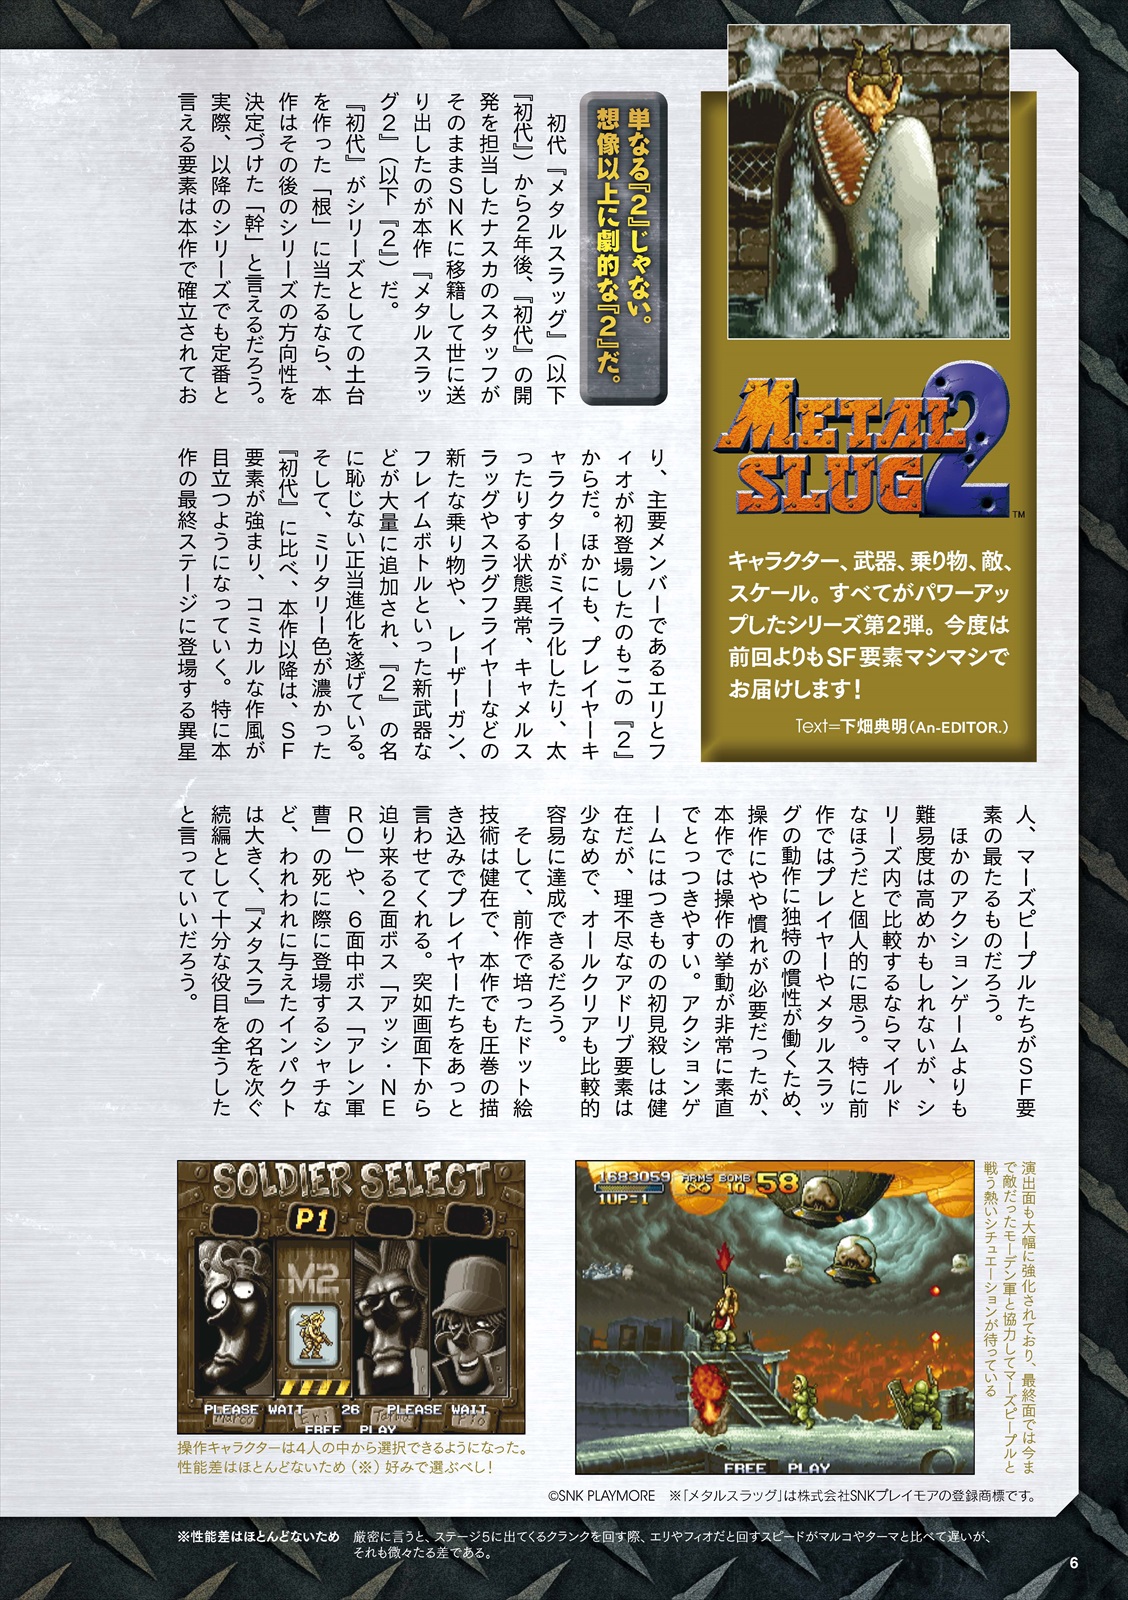 METAL
SLUG 2™
キャラクター、武器、乗り物、敵、
スケール。すべてがパワーアッ
プしたシリーズ第2弾。今度は
前回よりもSF要素マシマシで
お届けします！
Text=下畑典明(An-EDITOR.)
単なる『2』じゃない。
想像以上に劇的な『2』だ。
初代『メタルスラッグ』（以下
『初代』）から2年後、『初代』の開
発を担当したナスカのスタッフが
そのままSNKに移籍して世に送
り出したのが本作『メタルスラッ
グ2』（以下『2』）だ。
『初代』がシリーズとしての土台
を作った「根」に当たるなら、本
作はその後のシリーズの方向性を
決定づけた「幹」と言えるだろう。
実際、以降のシリーズでも定番と
言える要素は本作で確立されてお
り、主要メンバーであるエリとフ
ィオが初登場したのもこの『2』
からだ。ほかにも、プレイヤーキ
ャラクターがミイラ化したり、太
ったりする状態異常、キャメルス
ラッグやスラグフライヤーなどの
新たな乗り物や、レーザーガン、
フレイムボトルといった新武器な
どが大量に追加され、『2』の名
に恥じない正当進化を遂げている。
そして、ミリタリー色が濃かった
『初代』に比べ、本作以降は、SF
要素が強まり、コミカルな作風が
目立つようになっていく。特に本
作の最終ステージに登場する異星
人、マーズピープルたちがSF要
素の最たるものだろう。
ほかのアクションゲームよりも
難易度は高めかもしれないが、シ
リーズ内で比較するならマイルド
なほうだと個人的に思う。特に前
作ではプレイヤーやメタルスラッ
グの動作に独特の慣性が働くため、
操作にやや慣れが必要だったが、
本作では操作の挙動が非常に素直
でとっつきやすい。アクションゲ
ームにはつきものの初見殺しは健
在だが、理不尽なアドリブ要素は
少なめで、オールクリアも比較的
容易に達成できるだろう。
そして、前作で培ったドット絵
技術は健在で、本作でも圧巻の描
き込みでプレイヤーたちをあっと
言わせてくれる。突如画面下から
迫り来る2面ボス「アッシ・NE
RO」や、6面中ボス「アレン軍
曹」の死に際に登場するシャチな
ど、われわれに与えたインパクト
は大きく、『メタスラ』の名を次ぐ
続編として十分な役目を全うした
と言っていいだろう。
演出面も大幅に強化されており、最終面では今ま
で敵だったモーデン軍と協力してマーズピープルと
戦う熱いシチュエーションが待っている
1683059 ARMS BOMB 58
∞ 10
1UP=1
FREE PLAY
SOLDIER SELECT
P1
M2
PLEASE WAIT 26 PLEASE WAIT
Marco Eri Tarma Fio
FREE PLAY
操作キャラクターは4人の中から選択できるようになった。
性能差はほとんどないため（※）好みで選ぶべし！
©SNK PLAYMORE ※「メタルスラッグ」は株式会社SNKプレイモアの登録商標です。
※性能差はほとんどないため 厳密に言うと、ステージ5に出てくるクランクを回す際、エリやフィオだと回すスピードがマルコやターマと比べて遅いが、
それも微々たる差である。
6